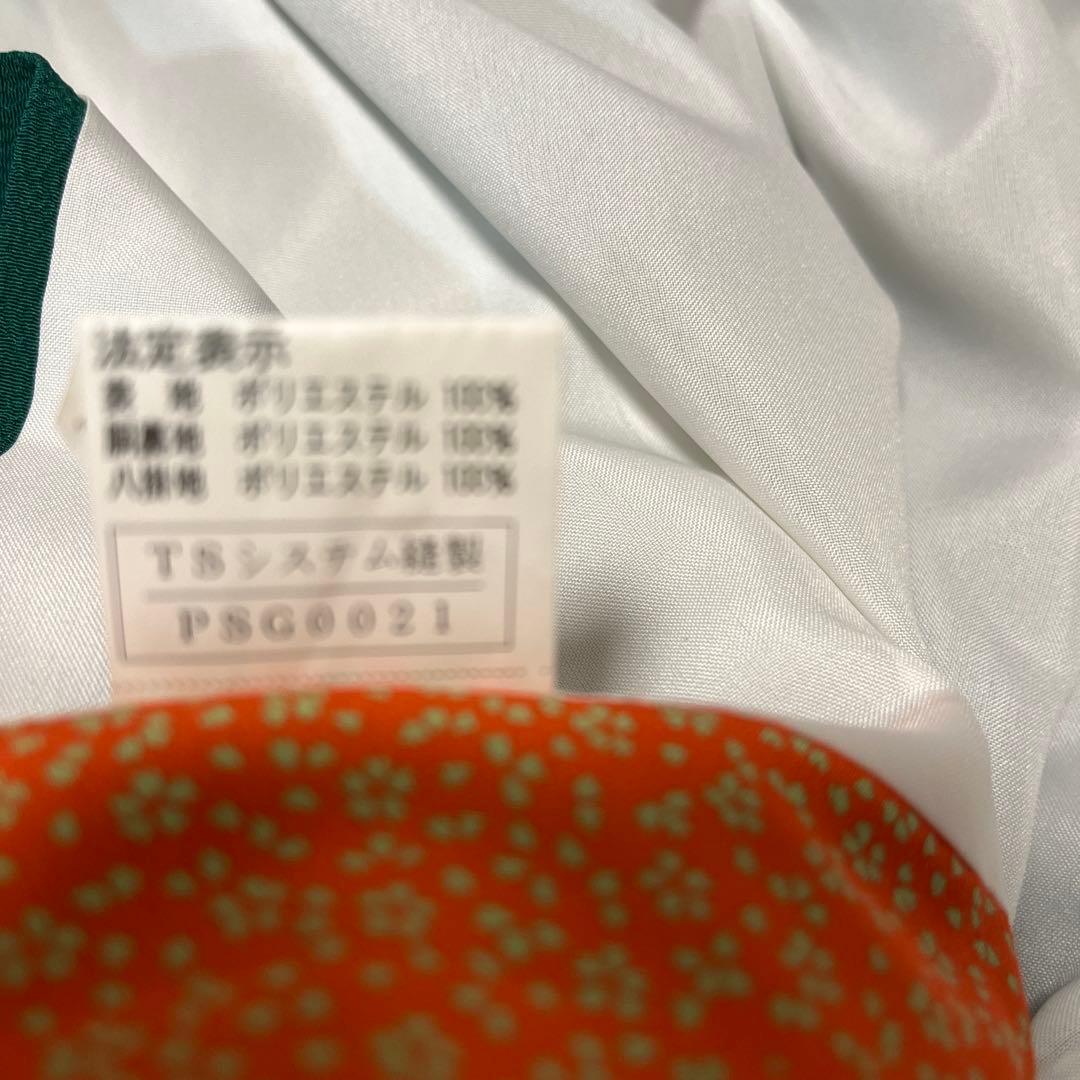 法定表示
表 地 ポリエステル 100%
胴裏地 ポリエステル 100%
八掛地 ポリエステル 100%
TSシステム縫製
PSG0021